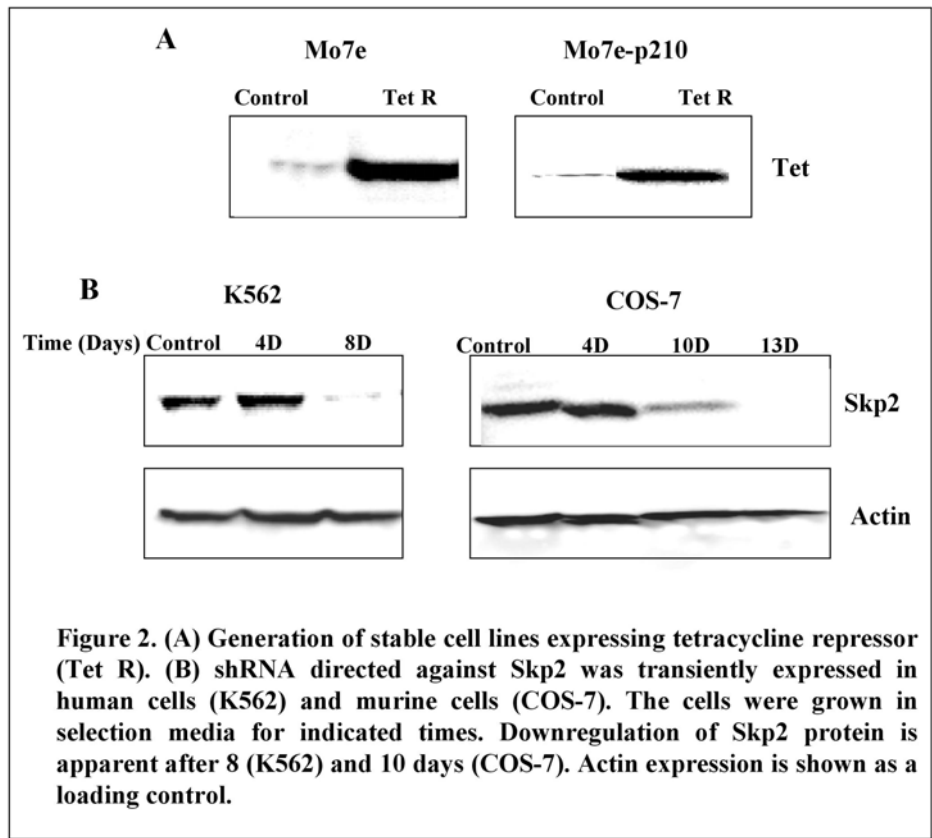 A
Mo7e
Mo7e-p210
Control Tet R
Control Tet R
Tet
B
K562
COS-7
Time (Days) Control 4D 8D
Control 4D 10D 13D
Skp2
Actin
Figure 2. (A) Generation of stable cell lines expressing tetracycline repressor
(Tet R). (B) shRNA directed against Skp2 was transiently expressed in
human cells (K562) and murine cells (COS-7). The cells were grown in
selection media for indicated times. Downregulation of Skp2 protein is
apparent after 8 (K562) and 10 days (COS-7). Actin expression is shown as a
loading control.